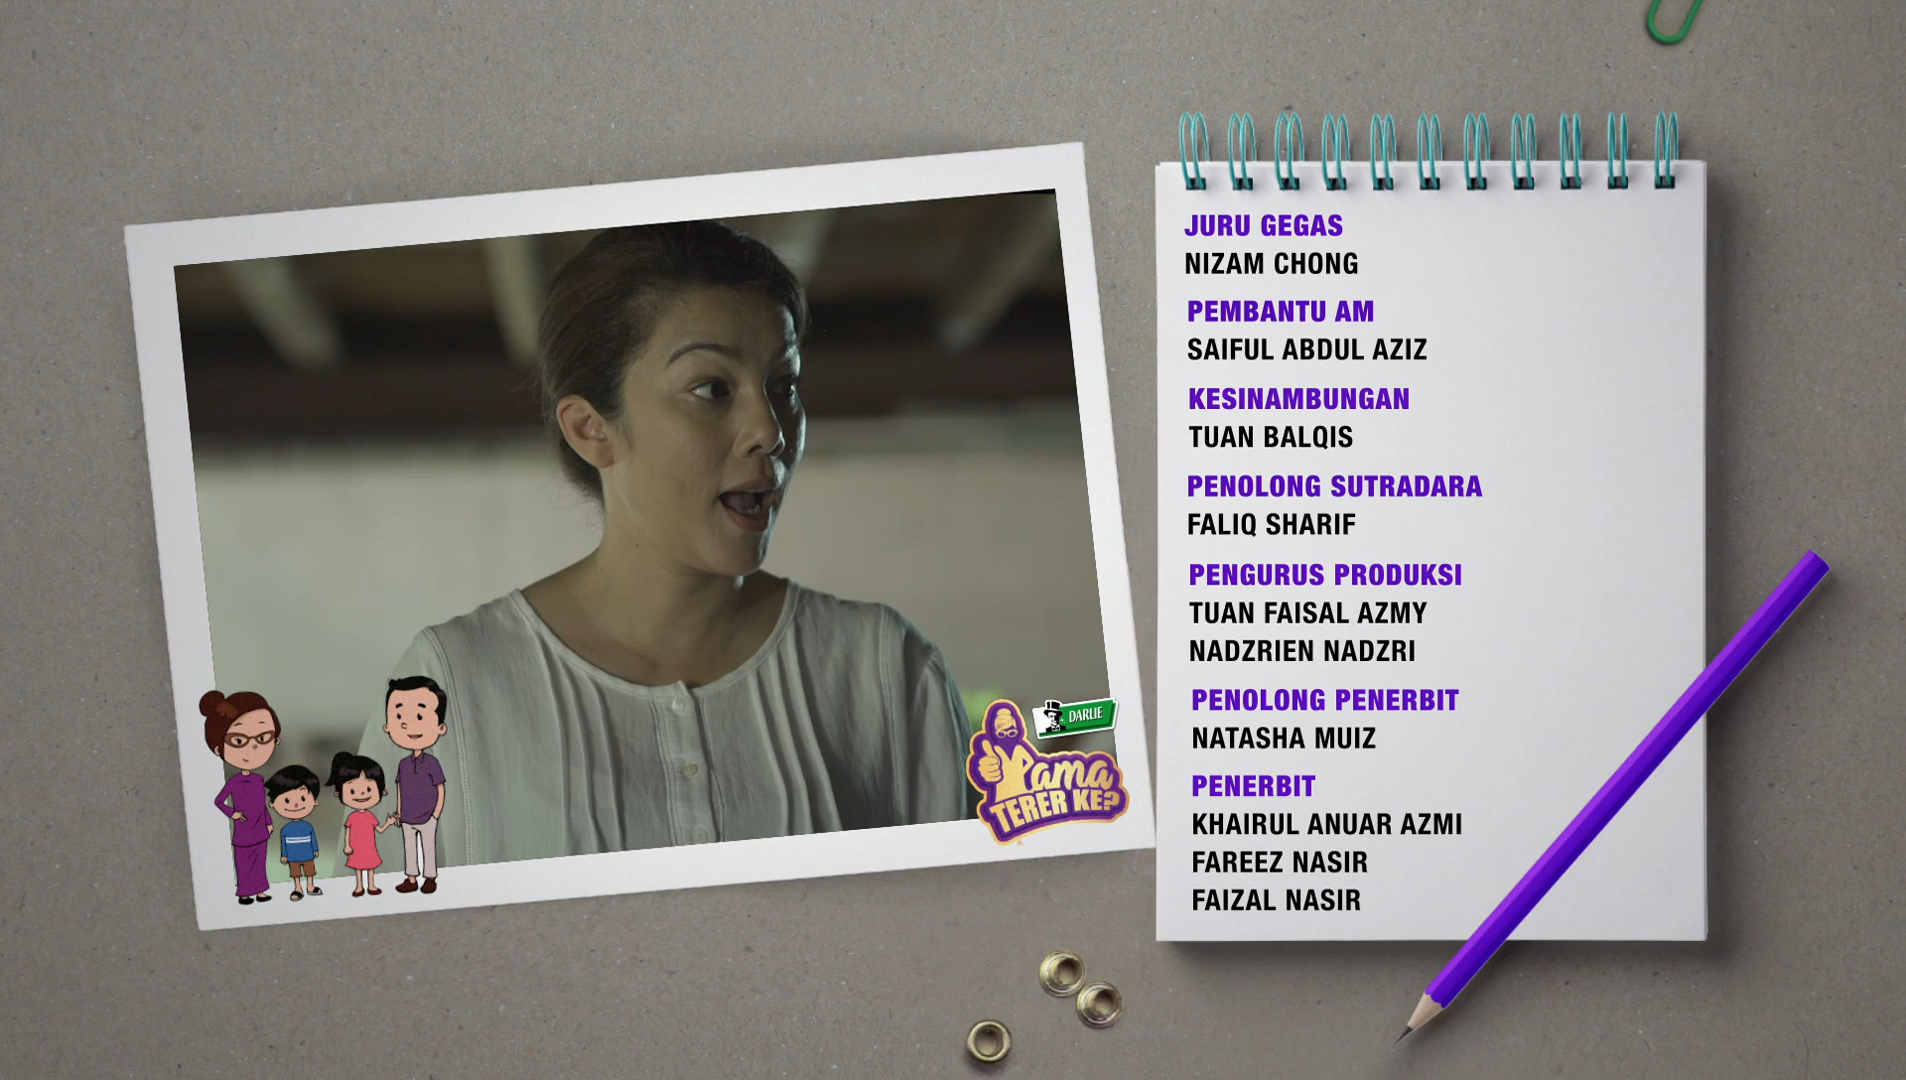 JURU GEGAS
NIZAM CHONG
PEMBANTU AM
SAIFUL ABDUL AZIZ
KESINAMBUNGAN
TUAN BALQIS
PENOLONG SUTRADARA
FALIQ SHARIF
PENGURUS PRODUKSI
TUAN FAISAL AZMY
NADZRIEN NADZRI
PENOLONG PENERBIT
NATASHA MUIZ
PENERBIT
KHAIRUL ANUAR AZMI
FAREEZ NASIR
FAIZAL NASIR
DARLIE
Yama
TERER KE?